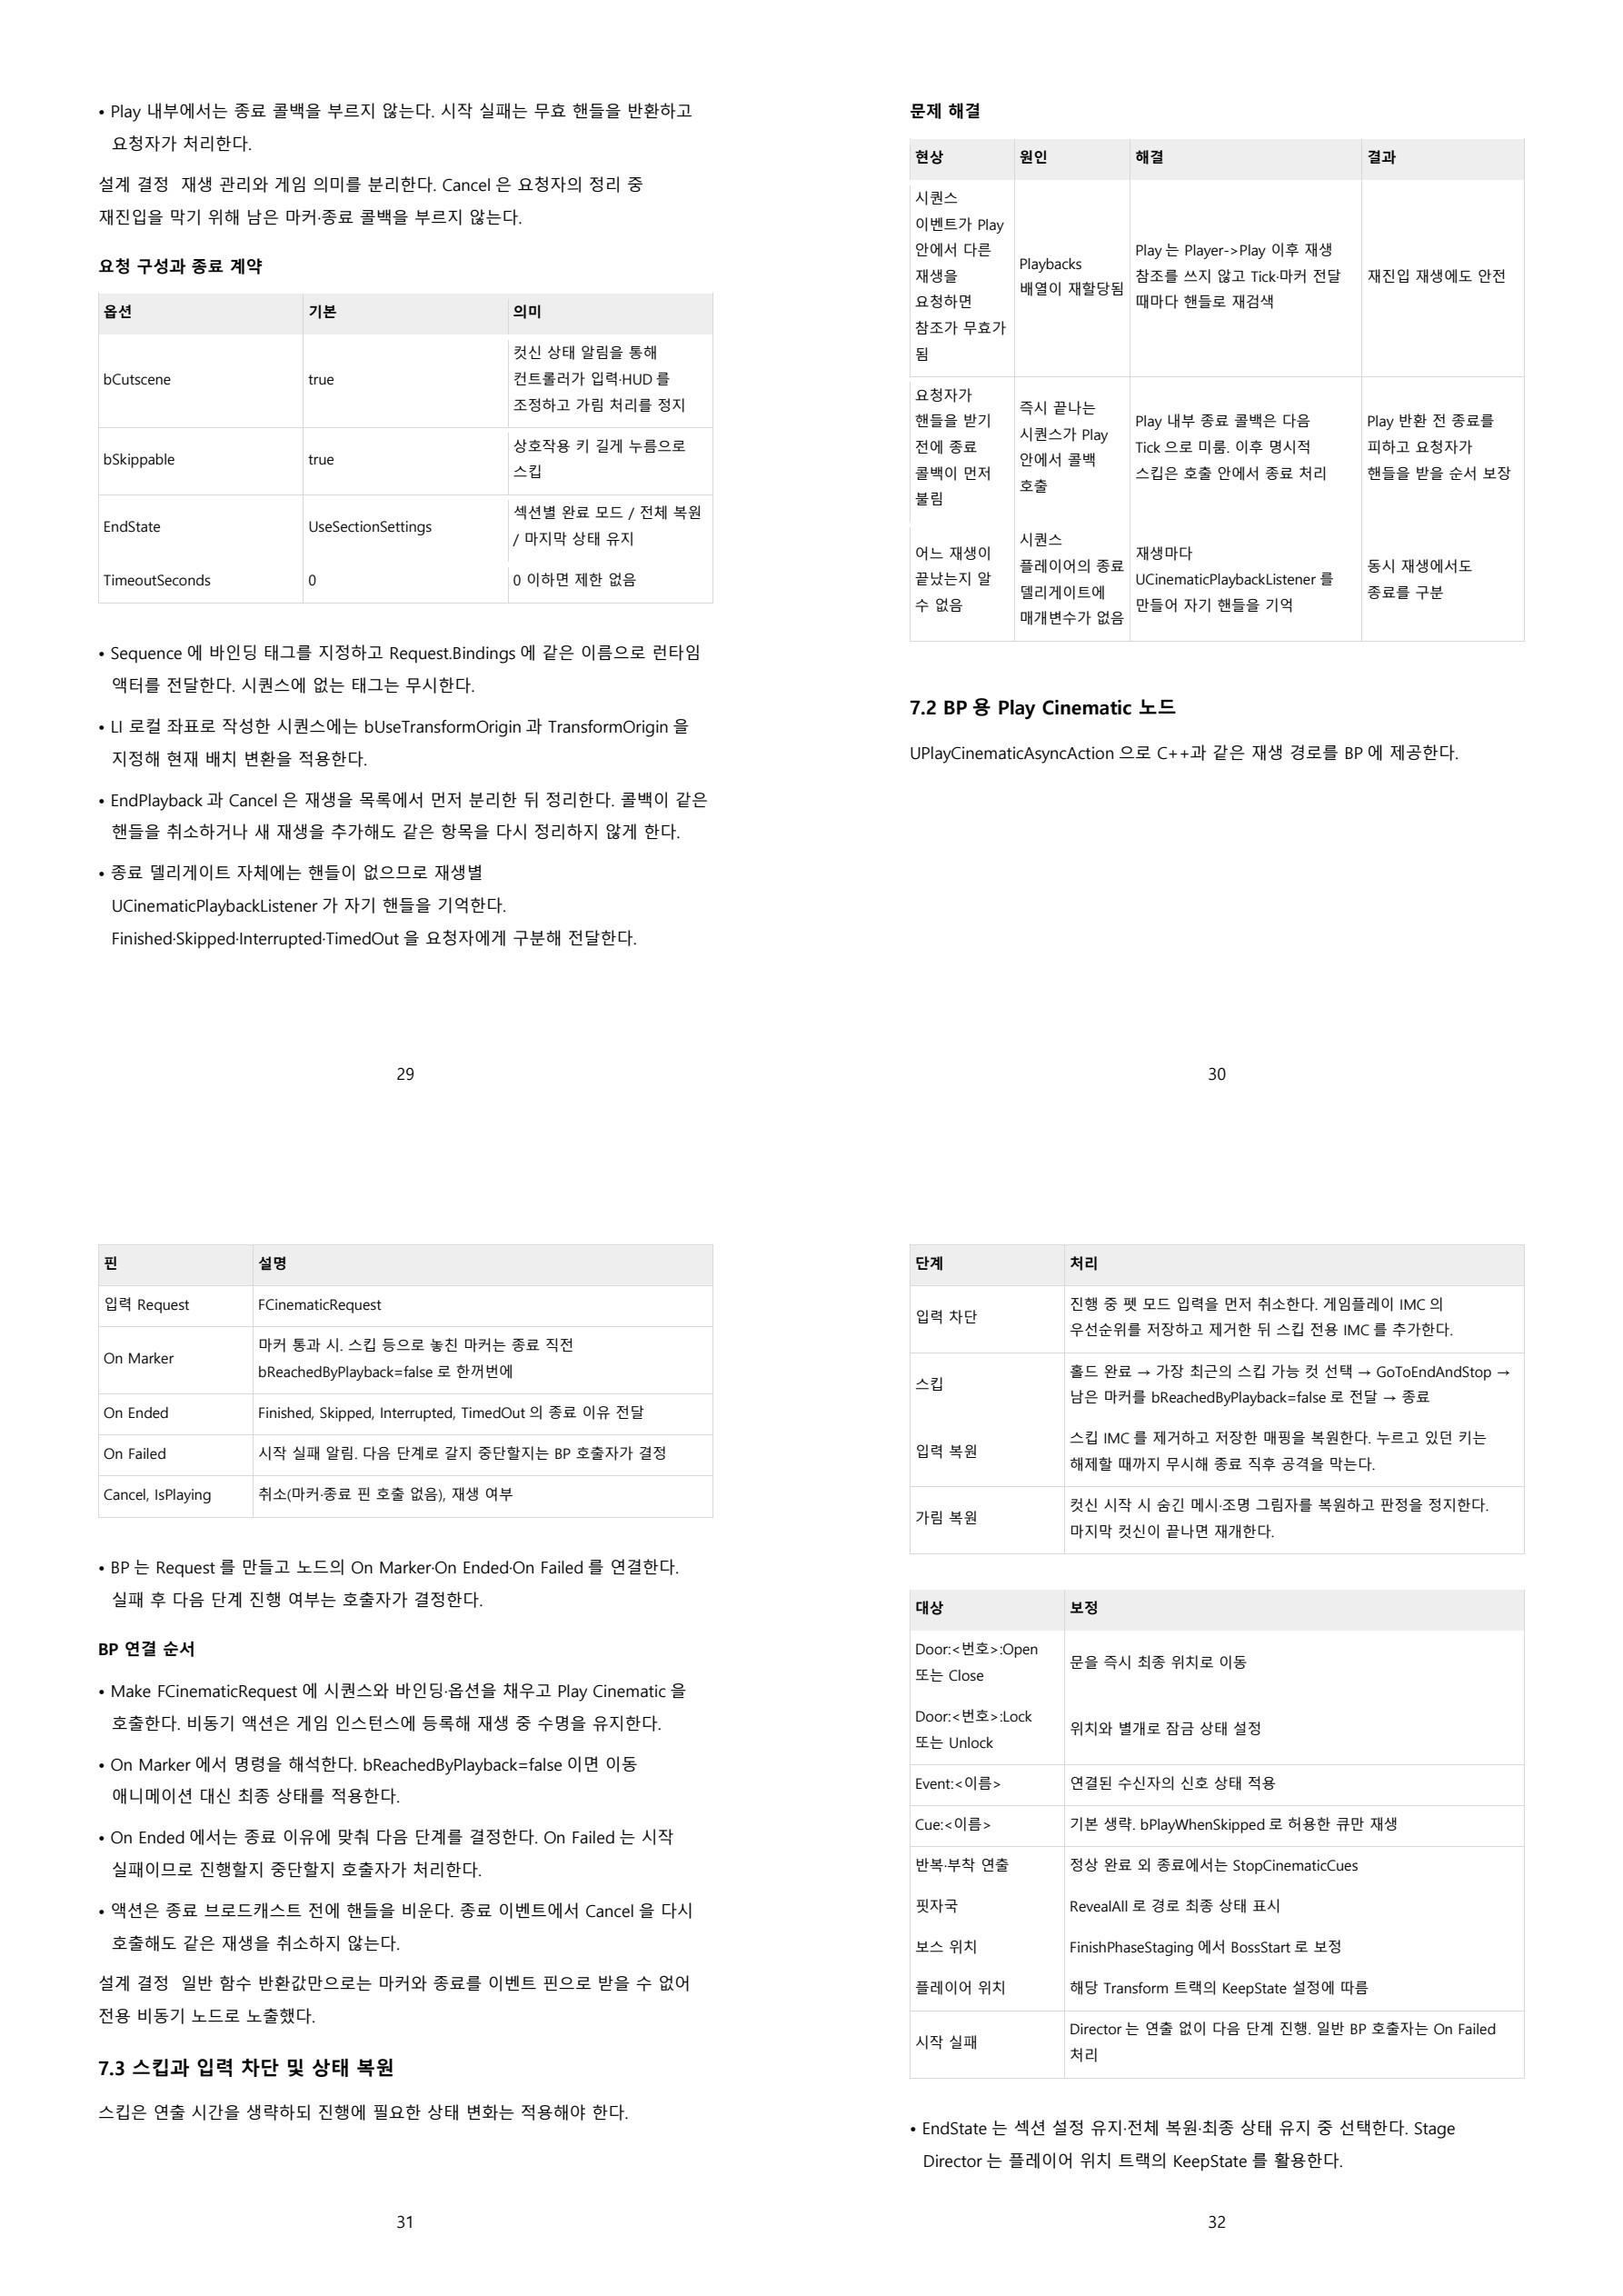 • Play 내부에서는 종료 콜백을 부르지 않는다. 시작 실패는 무효 핸들을 반환하고
요청자가 처리한다.
설계 결정  재생 관리와 게임 의미를 분리한다. Cancel 은 요청자의 정리 중
재진입을 막기 위해 남은 마커·종료 콜백을 부르지 않는다.
요청 구성과 종료 계약
옵션 기본 의미
bCutscene true 컷신 상태 알림을 통해
컨트롤러가 입력·HUD 를
조정하고 가림 처리를 정지
bSkippable true 상호작용 키 길게 누름으로
스킵
EndState UseSectionSettings 섹션별 완료 모드 / 전체 복원
/ 마지막 상태 유지
TimeoutSeconds 0 0 이하면 제한 없음
• Sequence 에 바인딩 태그를 지정하고 Request.Bindings 에 같은 이름으로 런타임
액터를 전달한다. 시퀀스에 없는 태그는 무시한다.
• LI 로컬 좌표로 작성한 시퀀스에는 bUseTransformOrigin 과 TransformOrigin 을
지정해 현재 배치 변환을 적용한다.
• EndPlayback 과 Cancel 은 재생을 목록에서 먼저 분리한 뒤 정리한다. 콜백이 같은
핸들을 취소하거나 새 재생을 추가해도 같은 항목을 다시 정리하지 않게 한다.
• 종료 델리게이트 자체에는 핸들이 없으므로 재생별
UCinematicPlaybackListener 가 자기 핸들을 기억한다.
Finished·Skipped·Interrupted·TimedOut 을 요청자에게 구분해 전달한다.
29
문제 해결
현상 원인 해결 결과
시퀀스
이벤트가 Play
안에서 다른
재생을
요청하면
참조가 무효가
됨
Playbacks
배열이 재할당됨
Play 는 Player->Play 이후 재생
참조를 쓰지 않고 Tick·마커 전달
때마다 핸들로 재검색
재진입 재생에도 안전
요청자가
핸들을 받기
전에 종료
콜백이 먼저
불림
즉시 끝나는
시퀀스가 Play
안에서 콜백
호출
Play 내부 종료 콜백은 다음
Tick 으로 미룸. 이후 명시적
스킵은 호출 안에서 종료 처리
Play 반환 전 종료를
피하고 요청자가
핸들을 받을 순서 보장
어느 재생이
끝났는지 알
수 없음
시퀀스
플레이어의 종료
델리게이트에
매개변수가 없음
재생마다
UCinematicPlaybackListener 를
만들어 자기 핸들을 기억
동시 재생에서도
종료를 구분
7.2 BP 용 Play Cinematic 노드
UPlayCinematicAsyncAction 으로 C++과 같은 재생 경로를 BP 에 제공한다.
30
핀 설명
입력 Request FCinematicRequest
On Marker 마커 통과 시. 스킵 등으로 놓친 마커는 종료 직전
bReachedByPlayback=false 로 한꺼번에
On Ended Finished, Skipped, Interrupted, TimedOut 의 종료 이유 전달
On Failed 시작 실패 알림. 다음 단계로 갈지 중단할지는 BP 호출자가 결정
Cancel, IsPlaying 취소(마커·종료 핀 호출 없음), 재생 여부
• BP 는 Request 를 만들고 노드의 On Marker·On Ended·On Failed 를 연결한다.
실패 후 다음 단계 진행 여부는 호출자가 결정한다.
BP 연결 순서
• Make FCinematicRequest 에 시퀀스와 바인딩·옵션을 채우고 Play Cinematic 을
호출한다. 비동기 액션은 게임 인스턴스에 등록해 재생 중 수명을 유지한다.
• On Marker 에서 명령을 해석한다. bReachedByPlayback=false 이면 이동
애니메이션 대신 최종 상태를 적용한다.
• On Ended 에서는 종료 이유에 맞춰 다음 단계를 결정한다. On Failed 는 시작
실패이므로 진행할지 중단할지 호출자가 처리한다.
• 액션은 종료 브로드캐스트 전에 핸들을 비운다. 종료 이벤트에서 Cancel 을 다시
호출해도 같은 재생을 취소하지 않는다.
설계 결정  일반 함수 반환값만으로는 마커와 종료를 이벤트 핀으로 받을 수 없어
전용 비동기 노드로 노출했다.
7.3 스킵과 입력 차단 및 상태 복원
스킵은 연출 시간을 생략하되 진행에 필요한 상태 변화는 적용해야 한다.
31
단계 처리
입력 차단 진행 중 펫 모드 입력을 먼저 취소한다. 게임플레이 IMC 의
우선순위를 저장하고 제거한 뒤 스킵 전용 IMC 를 추가한다.
스킵 홀드 완료 → 가장 최근의 스킵 가능 컷 선택 → GoToEndAndStop →
남은 마커를 bReachedByPlayback=false 로 전달 → 종료
입력 복원 스킵 IMC 를 제거하고 저장한 매핑을 복원한다. 누르고 있던 키는
해제할 때까지 무시해 종료 직후 공격을 막는다.
가림 복원 컷신 시작 시 숨긴 메시·조명 그림자를 복원하고 판정을 정지한다.
마지막 컷신이 끝나면 재개한다.
대상 보정
Door:<번호>:Open
또는 Close
문을 즉시 최종 위치로 이동
Door:<번호>:Lock
또는 Unlock
위치와 별개로 잠금 상태 설정
Event:<이름> 연결된 수신자의 신호 상태 적용
Cue:<이름> 기본 생략. bPlayWhenSkipped 로 허용한 큐만 재생
반복·부착 연출 정상 완료 외 종료에서는 StopCinematicCues
핏자국 RevealAll 로 경로 최종 상태 표시
보스 위치 FinishPhaseStaging 에서 BossStart 로 보정
플레이어 위치 해당 Transform 트랙의 KeepState 설정에 따름
시작 실패 Director 는 연출 없이 다음 단계 진행. 일반 BP 호출자는 On Failed
처리
• EndState 는 섹션 설정 유지·전체 복원·최종 상태 유지 중 선택한다. Stage
Director 는 플레이어 위치 트랙의 KeepState 를 활용한다.
32